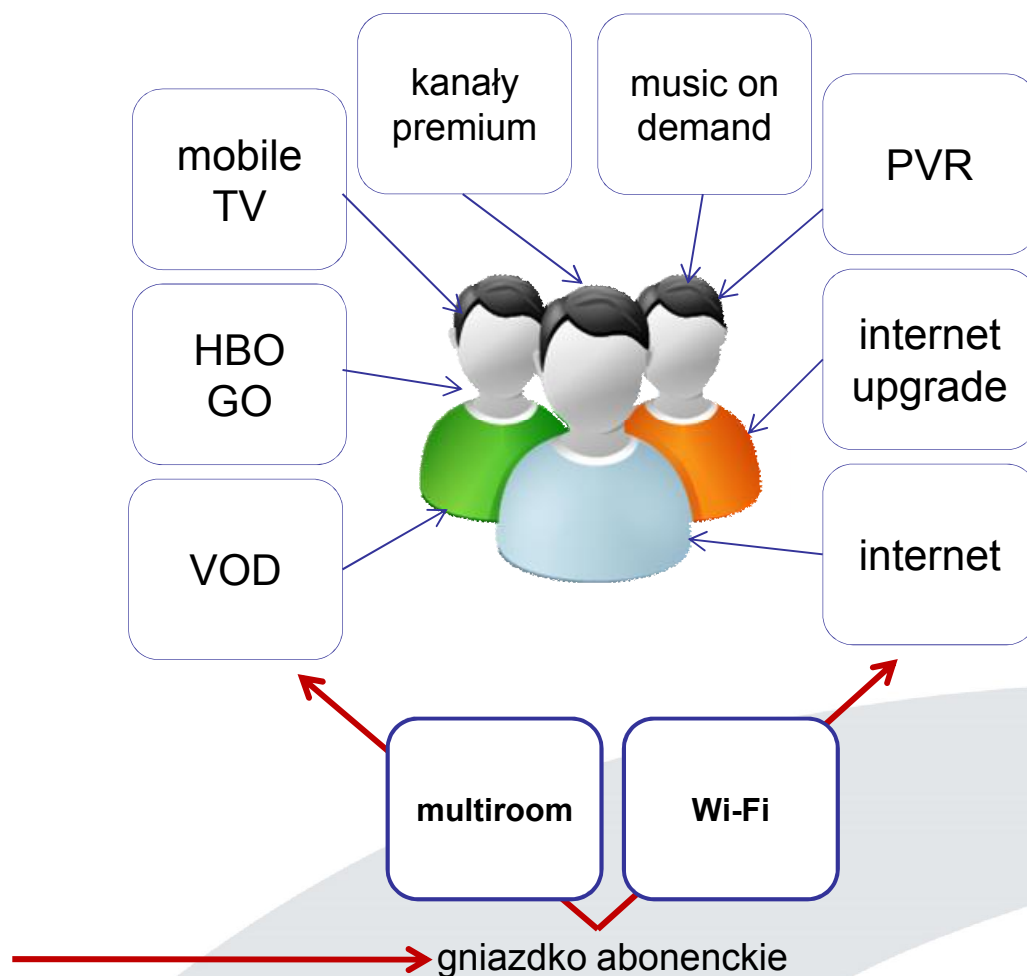 kanały
premium
music on
demand
mobile
TV
PVR
HBO
GO
internet
upgrade
VOD
internet
multiroom
Wi-Fi
gniazdko abonenckie